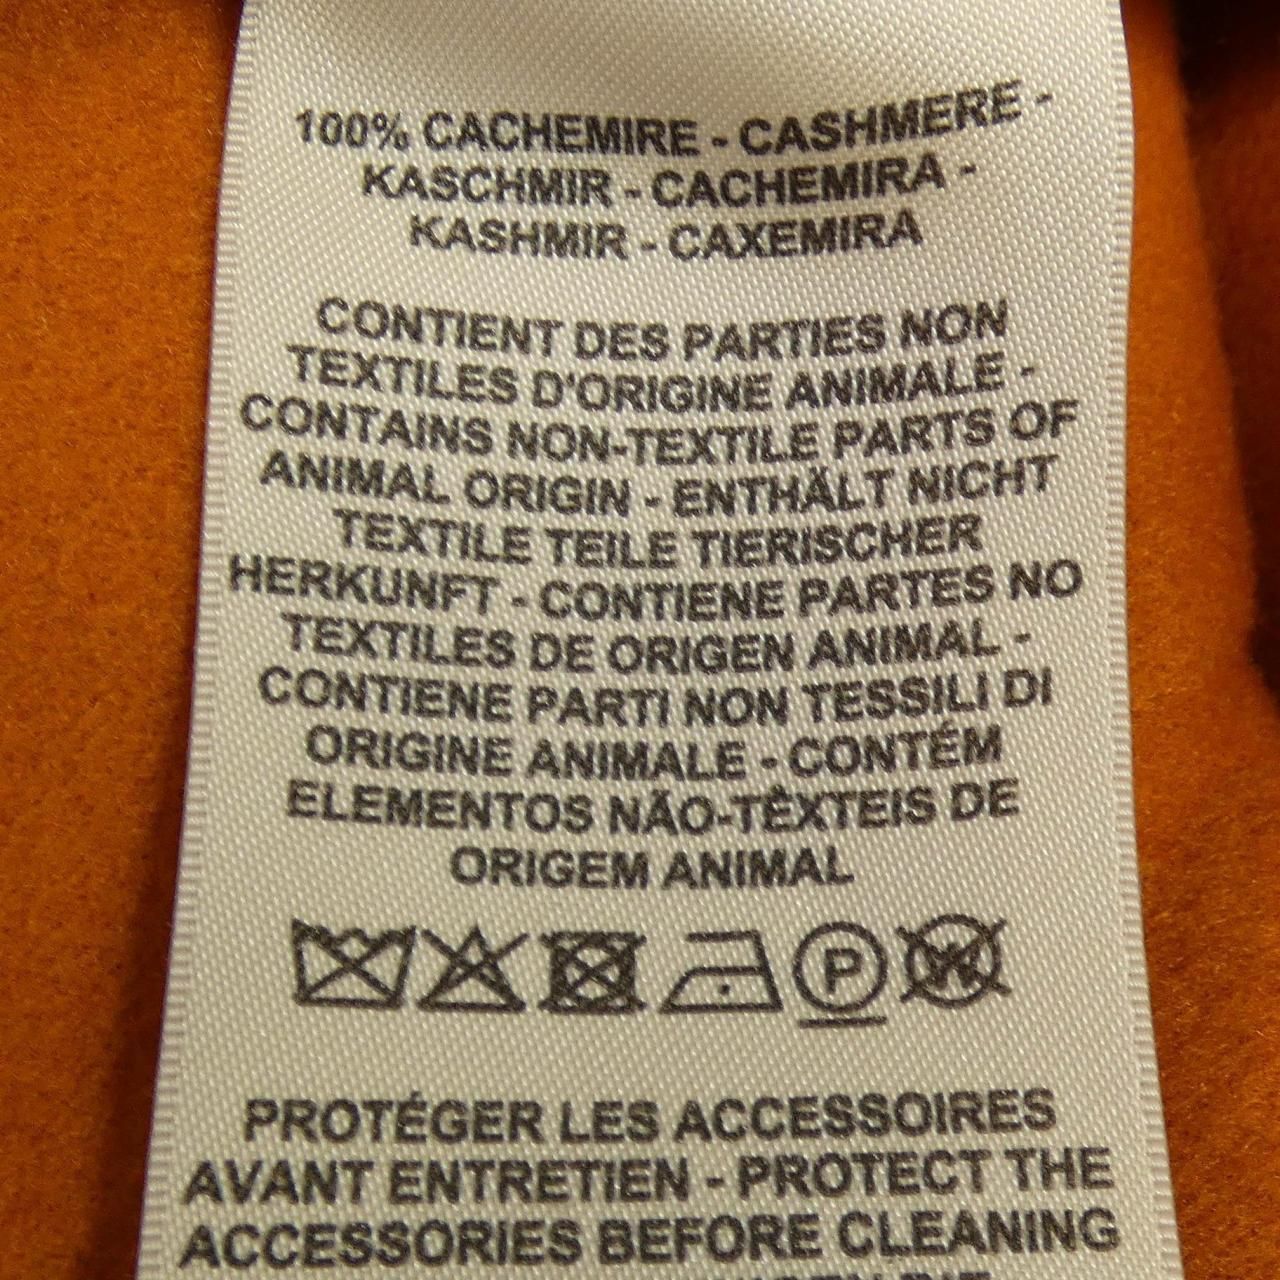 100% CACHEMIRE - CASHMERE -
KASCHMIR - CACHEMIRA -
KASHMIR - CAXEMIRA
CONTIENT DES PARTIES NON
TEXTILES D'ORIGINE ANIMALE -
CONTAINS NON-TEXTILE PARTS OF
ANIMAL ORIGIN - ENTHÄLT NICHT
TEXTILE TEILE TIERISCHER
HERKUNFT - CONTIENE PARTES NO
TEXTILES DE ORIGEN ANIMAL -
CONTIENE PARTI NON TESSILI DI
ORIGINE ANIMALE - CONTÉM
ELEMENTOS NÃO-TÊXTEIS DE
ORIGEM ANIMAL
P W
PROTÉGER LES ACCESSOIRES
AVANT ENTRETIEN - PROTECT THE
ACCESSORIES BEFORE CLEANING